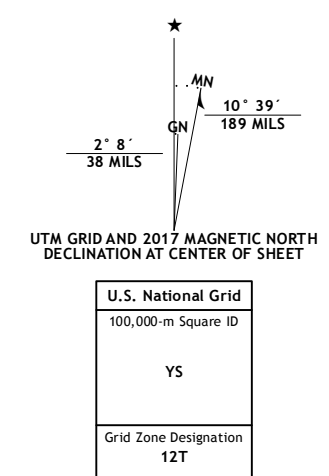 ★
MN
10° 39´
189 MILS
GN
2° 8´
38 MILS
UTM GRID AND 2017 MAGNETIC NORTH
DECLINATION AT CENTER OF SHEET
U.S. National Grid
100,000-m Square ID
YS
Grid Zone Designation
12T